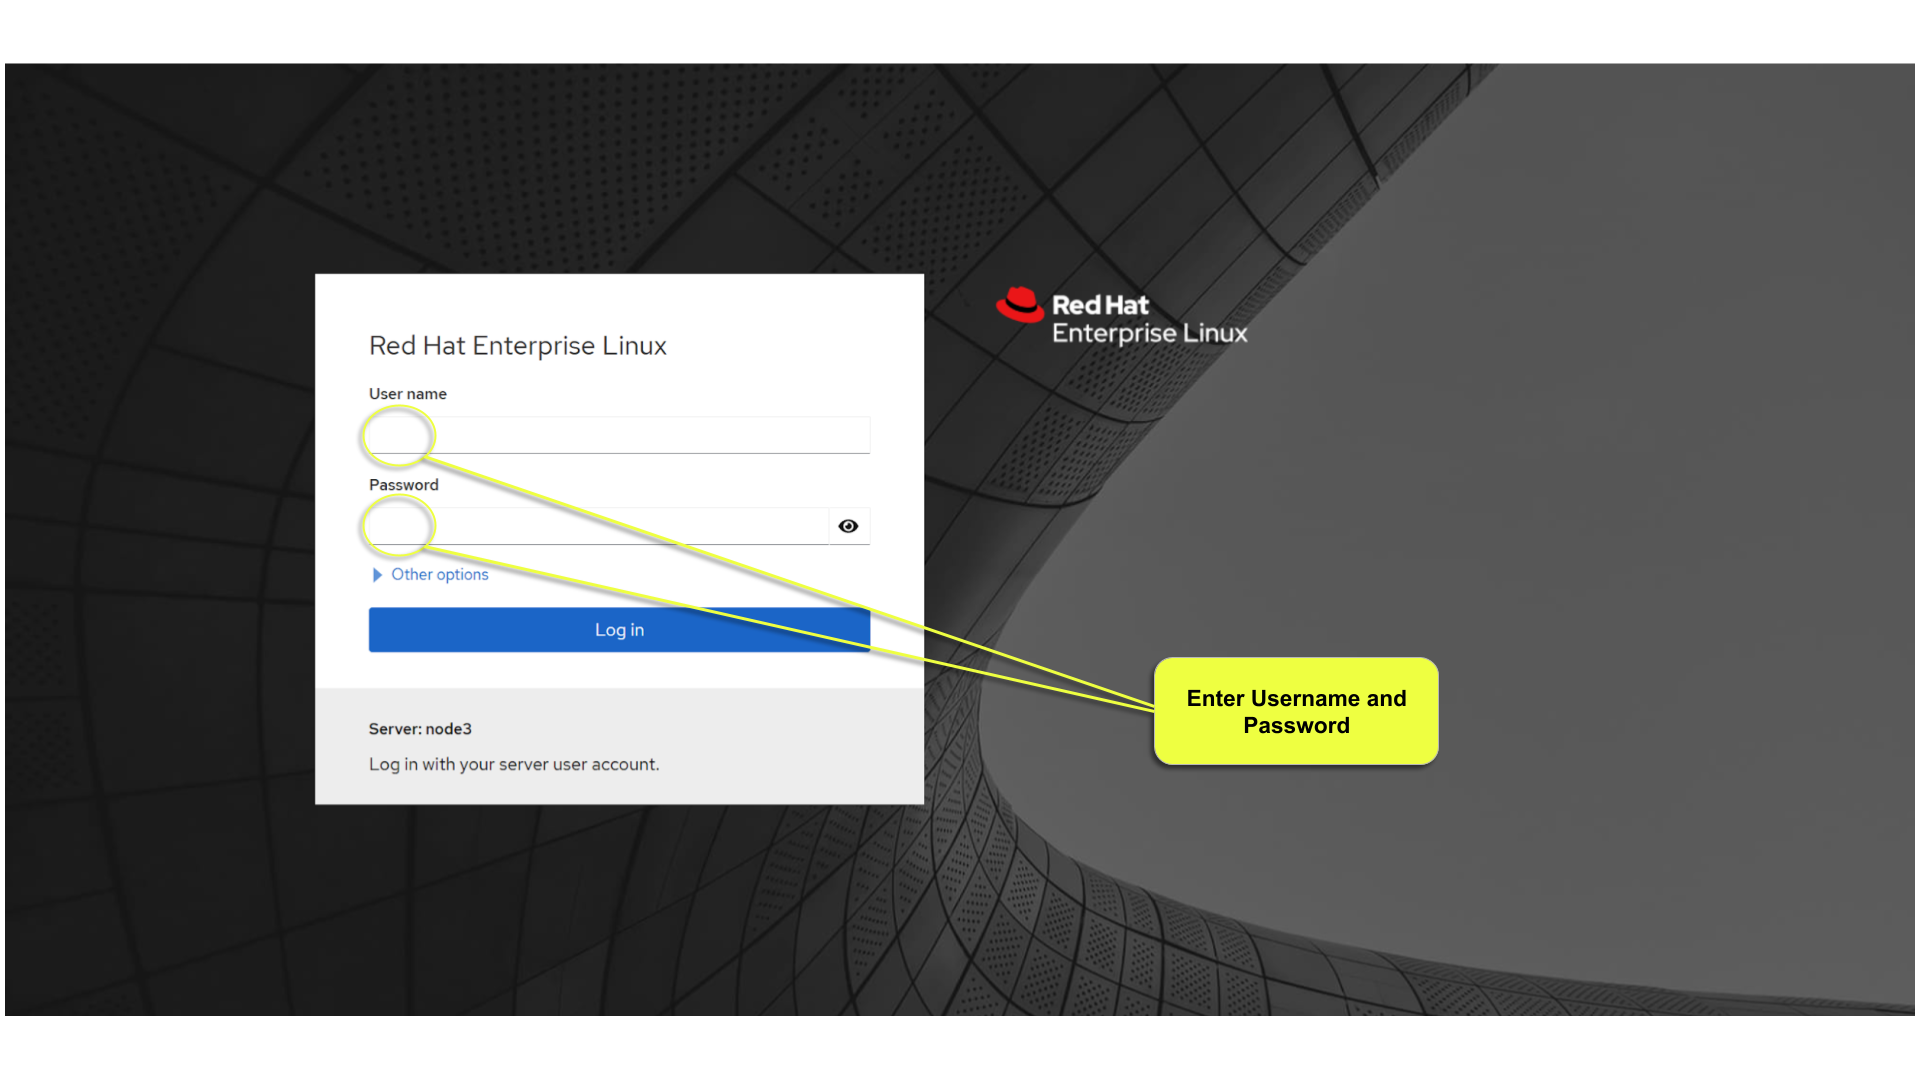 Red Hat Enterprise Linux
User name
Password
Other options
Log in
Server: node3
Log in with your server user account.
Red Hat
Enterprise Linux
Enter Username and
Password